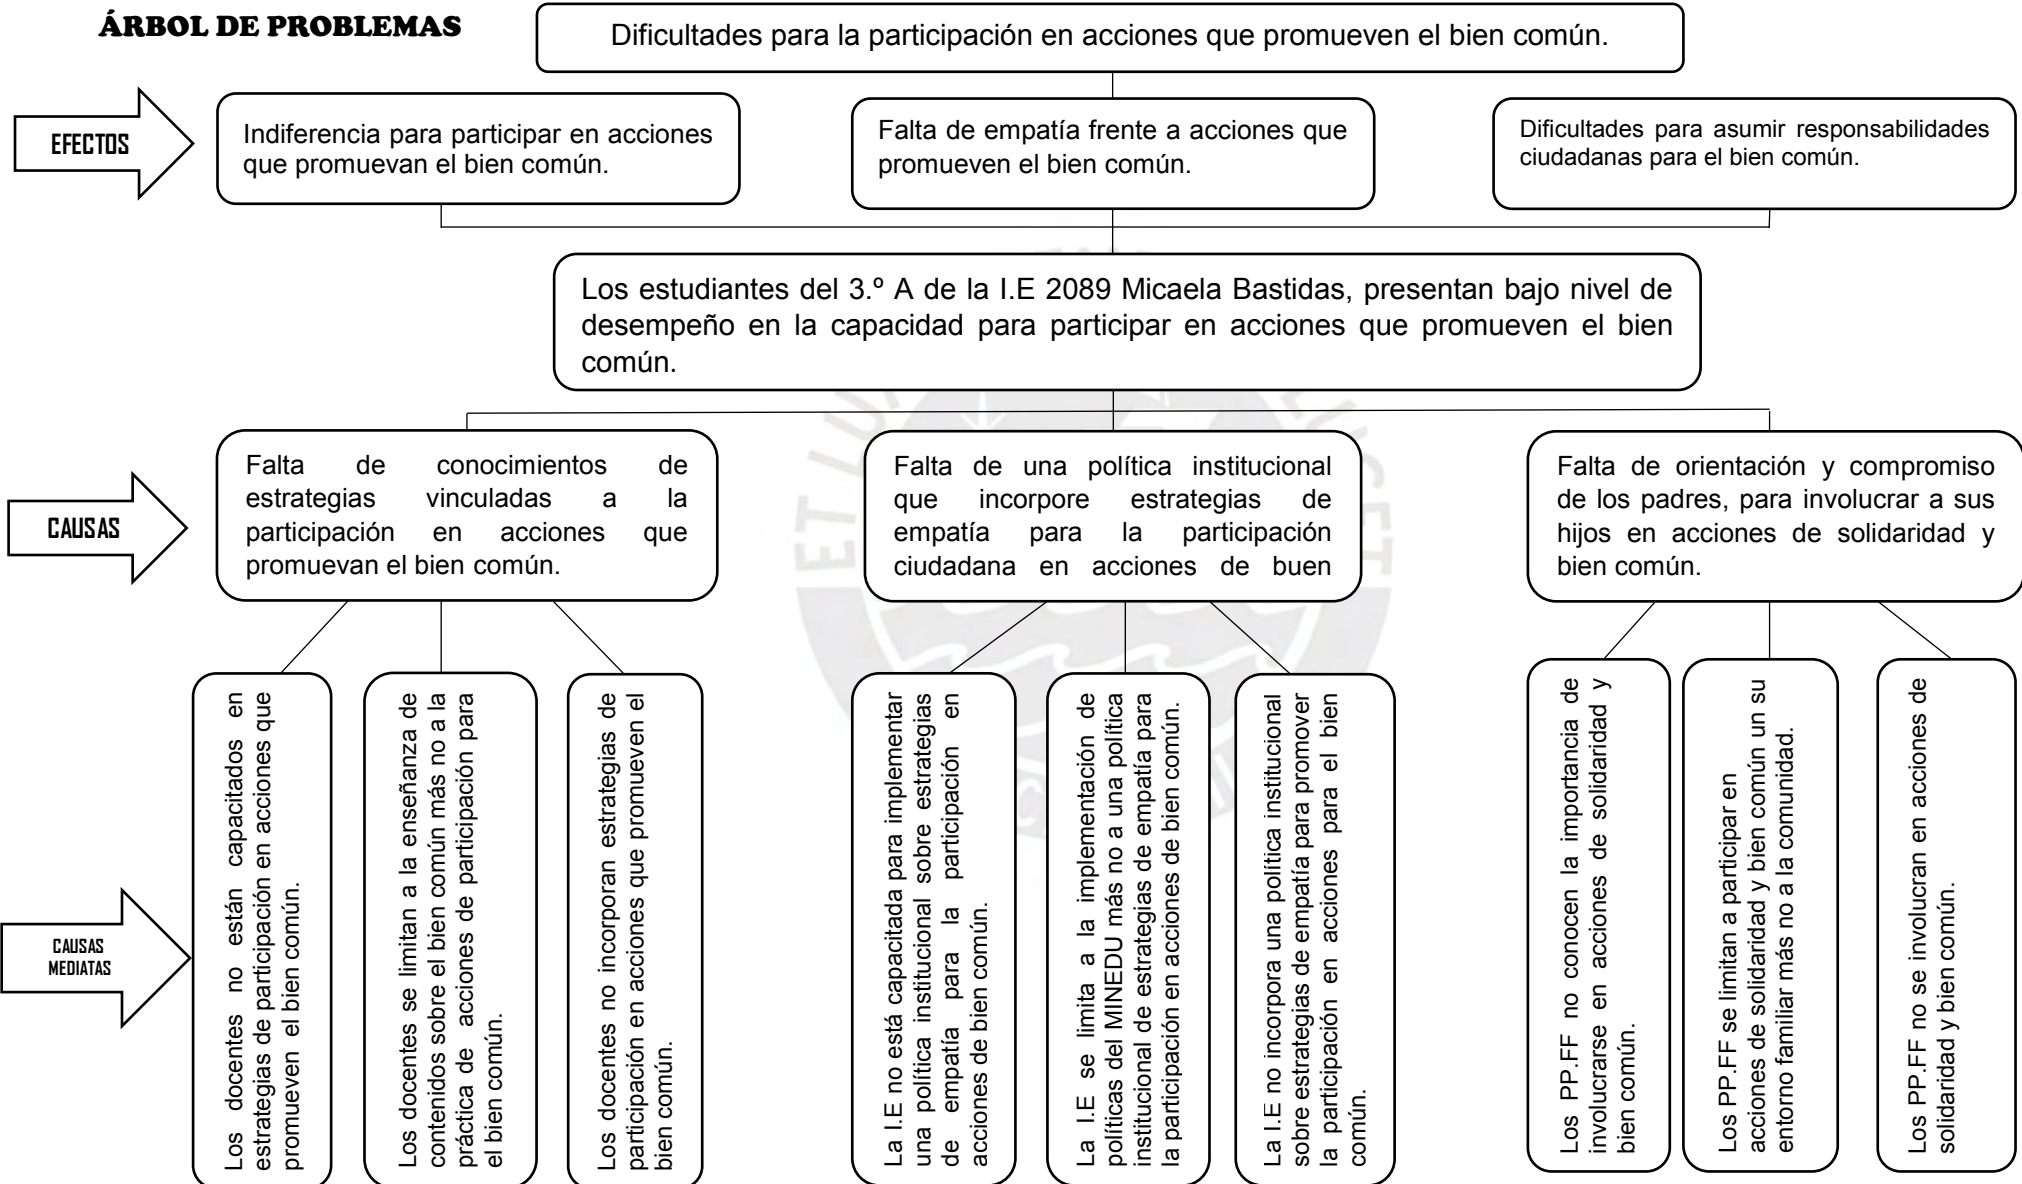 ÁRBOL DE PROBLEMAS
Dificultades para la participación en acciones que promueven el bien común.
EFECTOS
Indiferencia para participar en acciones
que promuevan el bien común.
Falta de empatía frente a acciones que
promueven el bien común.
Dificultades para asumir responsabilidades
ciudadanas para el bien común.
Los estudiantes del 3.º A de la I.E 2089 Micaela Bastidas, presentan bajo nivel de
desempeño en la capacidad para participar en acciones que promueven el bien
común.
CAUSAS
Falta de conocimientos de
estrategias vinculadas a la
participación en acciones que
promuevan el bien común.
Falta de una política institucional
que incorpore estrategias de
empatía para la participación
ciudadana en acciones de buen
Falta de orientación y compromiso
de los padres, para involucrar a sus
hijos en acciones de solidaridad y
bien común.
CAUSAS
MEDIATAS
Los docentes no están capacitados en
estrategias de participación en acciones que
promueven el bien común.
Los docentes se limitan a la enseñanza de
contenidos sobre el bien común más no a la
práctica de acciones de participación para
el bien común.
Los docentes no incorporan estrategias de
participación en acciones que promueven el
bien común.
La I.E no está capacitada para implementar
una política institucional sobre estrategias
de empatía para la participación en
acciones de bien común.
La I.E se limita a la implementación de
políticas del MINEDU más no a una política
institucional de estrategias de empatía para
la participación en acciones de bien común.
La I.E no incorpora una política institucional
sobre estrategias de empatía para promover
la participación en acciones para el bien
común.
Los PP.FF no conocen la importancia de
involucrarse en acciones de solidaridad y
bien común.
Los PP.FF se limitan a participar en
acciones de solidaridad y bien común un su
entormo familiar más no a la comunidad.
Los PP.FF no se involucran en acciones de
solidaridad y bien común.